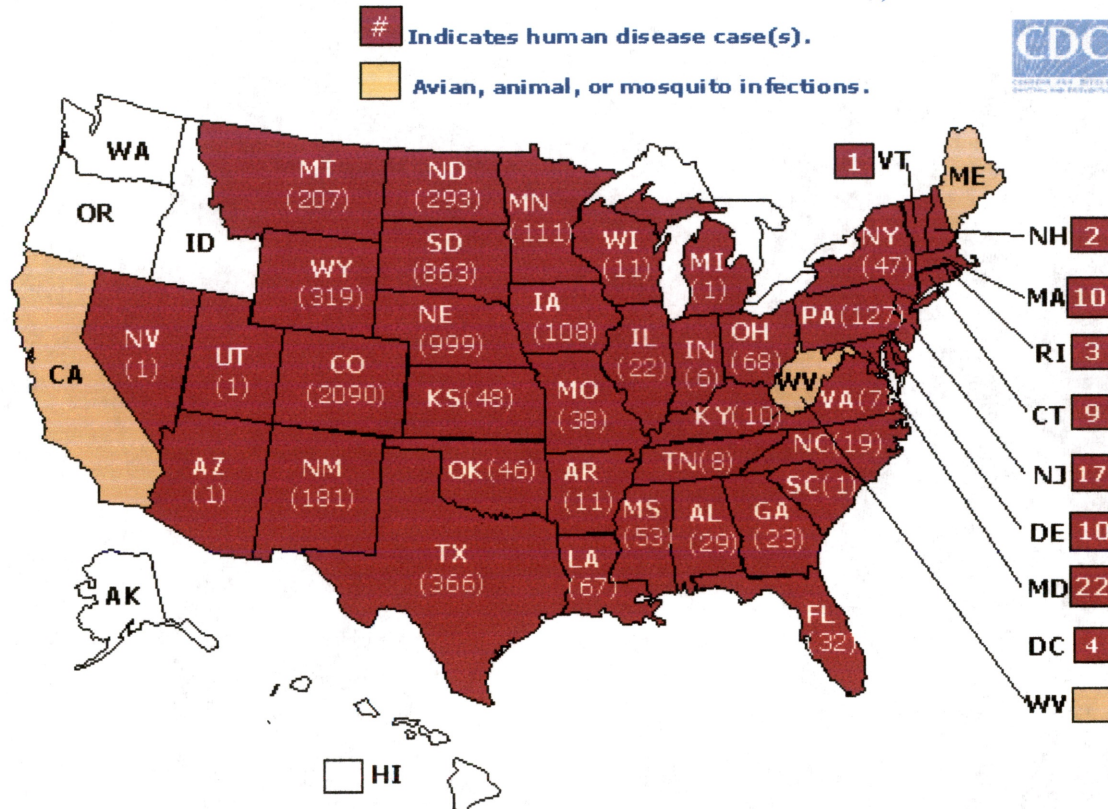 # Indicates human disease case(s).
Avian, animal, or mosquito infections.
CDC
WA
OR
ID
MT
(207)
ND
(293)
MN
(111)
WI
(11)
MI
(1)
NY
(47)
1 VT
ME
NH 2
MA 10
RI 3
CT 9
NJ 17
DE 10
MD 22
DC 4
WV
WY
(319)
SD
(863)
NE
(999)
IA
(108)
IL
(22)
IN
(6)
OH
(68)
PA(127)
WV
VA(7)
CA
NV
(1)
UT
(1)
CO
(2090)
KS(48)
MO
(38)
KY(10)
NC(19)
TN(8)
SC(1)
AZ
(1)
NM
(181)
OK(46)
AR
(11)
MS
(53)
AL
(29)
GA
(23)
TX
(366)
LA
(67)
FL
(32)
AK
HI